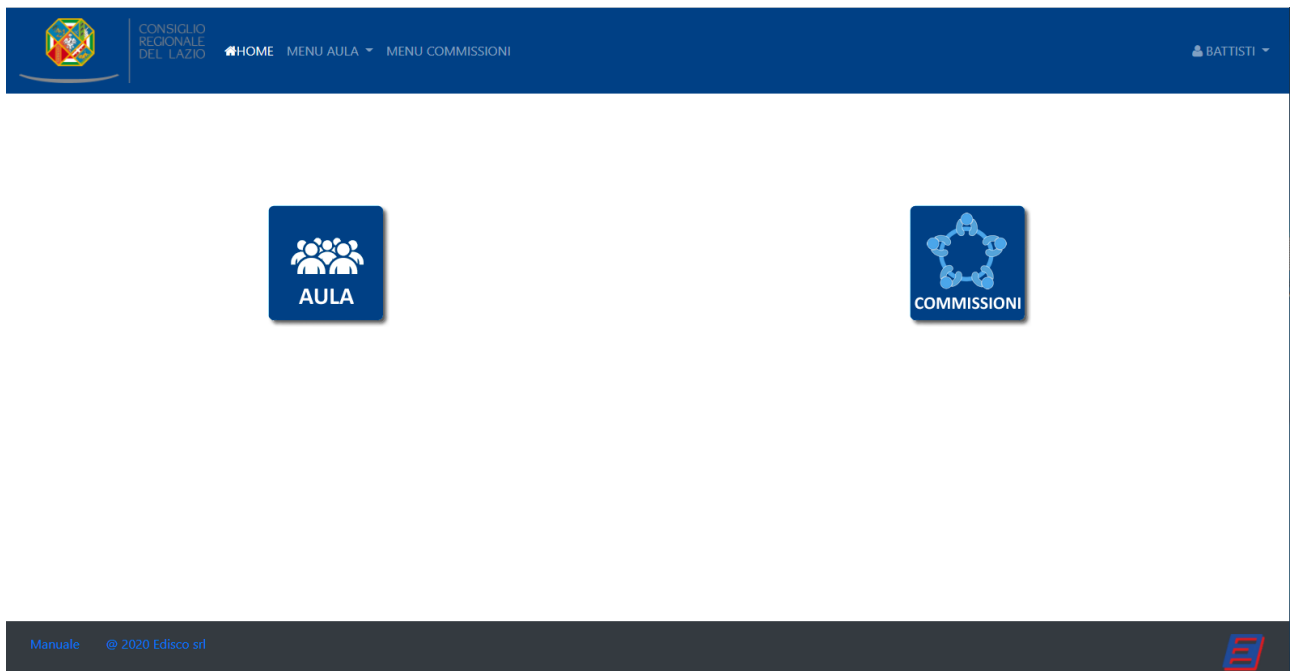 CONSIGLIO
REGIONALE
DEL LAZIO
HOME MENU AULA MENU COMMISSIONI
BATTISTI
AULA
COMMISSIONI
Manuale @ 2020 Edisco srl